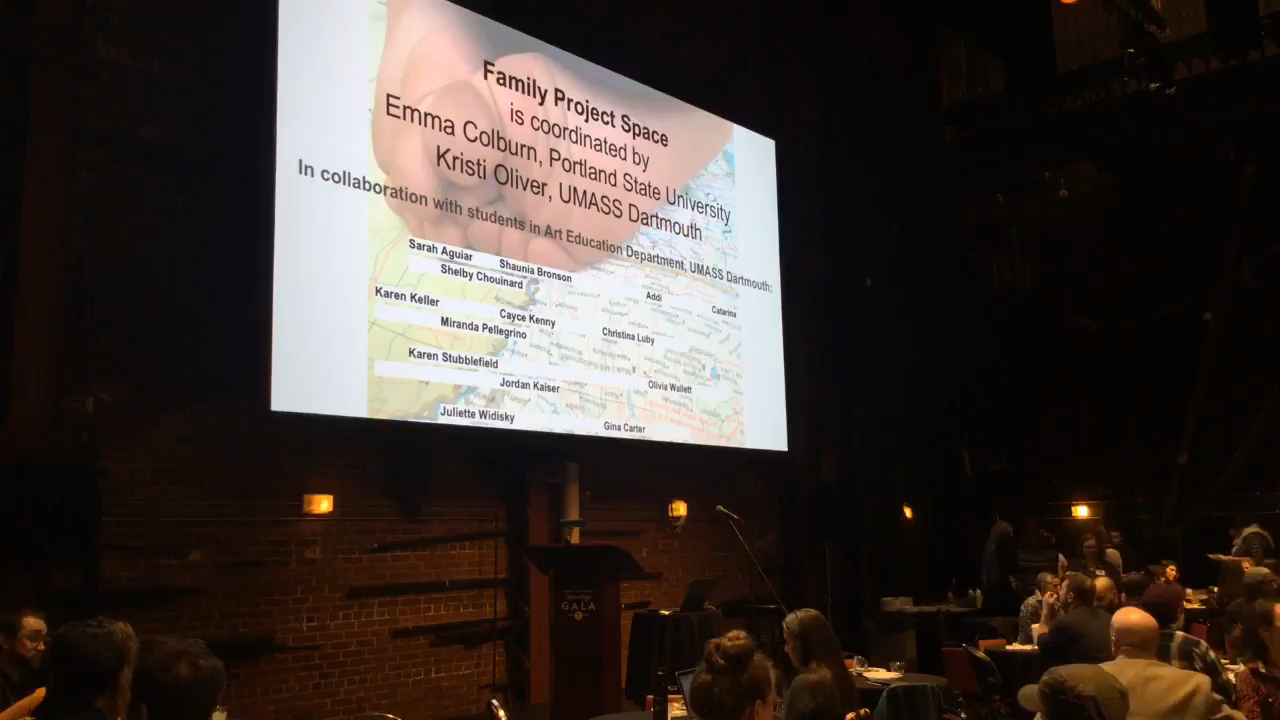 Family Project Space
is coordinated by
Emma Colburn, Portland State University
Kristi Oliver, UMASS Dartmouth
In collaboration with students in Art Education Department, UMASS Dartmouth;
Sarah Aguiar
Shaunia Bronson
Shelby Chouinard
Addi
Catarina
Karen Keller
Cayce Kenny
Miranda Pellegrino
Christina Luby
Karen Stubblefield
Jordan Kaiser
Olivia Wallett
Juliette Widisky
Gina Carter
GALA